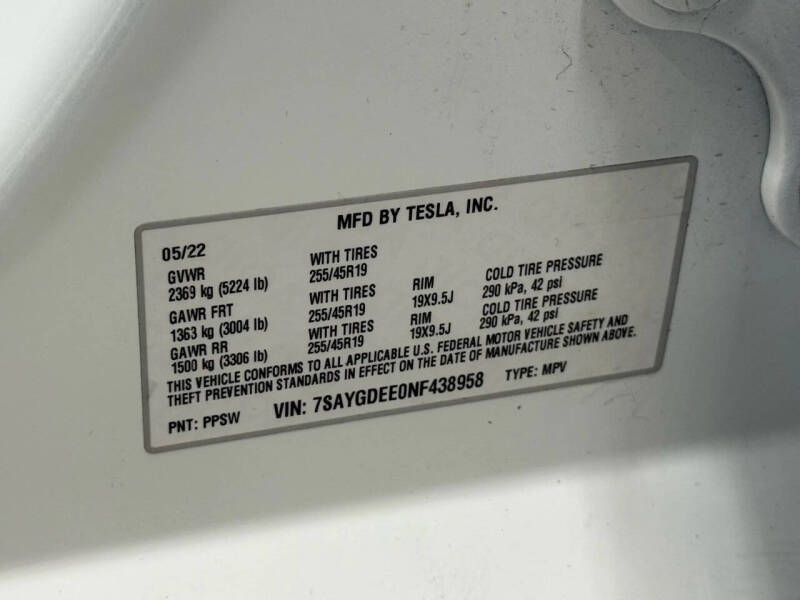 MFD BY TESLA, INC.
05/22
GVWR WITH TIRES
2369 kg (5224 lb) 255/45R19 RIM COLD TIRE PRESSURE
GAWR FRT WITH TIRES 19X9.5J 290 kPa, 42 psi
1363 kg (3004 lb) 255/45R19 RIM COLD TIRE PRESSURE
GAWR RR WITH TIRES 19X9.5J 290 kPa, 42 psi
1500 kg (3306 lb) 255/45R19
THIS VEHICLE CONFORMS TO ALL APPLICABLE U.S. FEDERAL MOTOR VEHICLE SAFETY AND
THEFT PREVENTION STANDARDS IN EFFECT ON THE DATE OF MANUFACTURE SHOWN ABOVE.
PNT: PPSW VIN: 7SAYGDEE0NF438958 TYPE: MPV